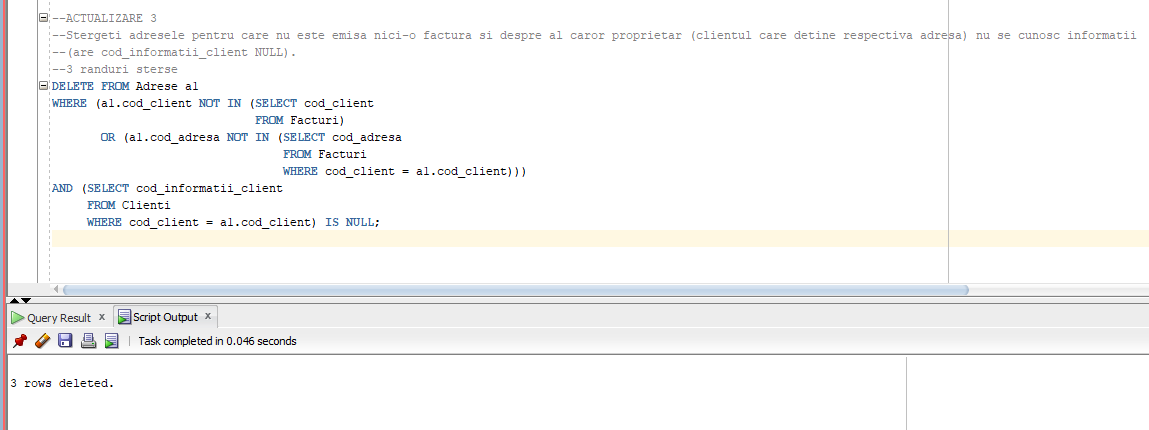 --ACTUALIZARE 3
--Stergeti adresele pentru care nu este emisa nici-o factura si despre al caror proprietar (clientul care detine respectiva adresa) nu se cunosc informatii
--(are cod_informatii_client NULL).
--3 randuri sterse
DELETE FROM Adrese a1
WHERE (a1.cod_client NOT IN (SELECT cod_client
FROM Facturi)
OR (a1.cod_adresa NOT IN (SELECT cod_adresa
FROM Facturi
WHERE cod_client = a1.cod_client)))
AND (SELECT cod_informatii_client
FROM Clienti
WHERE cod_client = a1.cod_client) IS NULL;
Query Result x Script Output x
Task completed in 0.046 seconds
3 rows deleted.